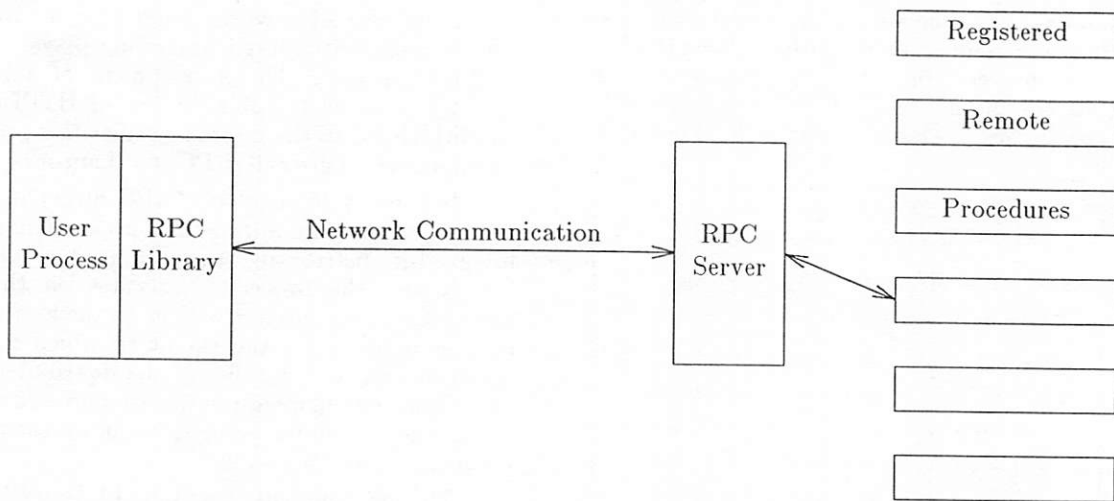 Registered
Remote
Procedures
User
Process
RPC
Library
Network Communication
RPC
Server